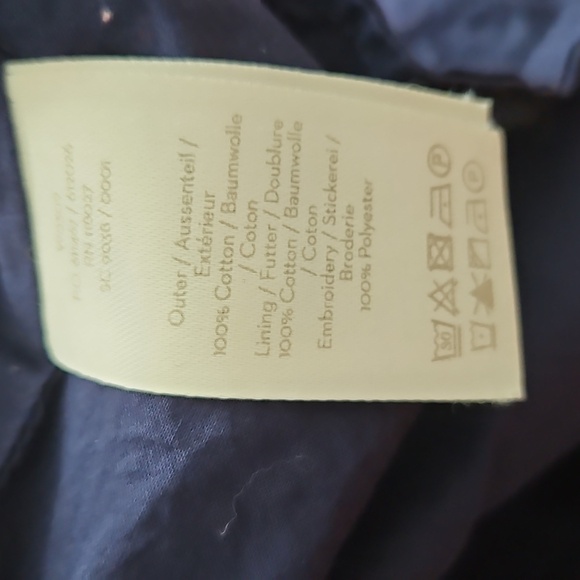 Outer / Aussenteil /
Extérieur
100% Cotton / Baumwolle
/ Coton
Lining / Futter / Doublure
100% Cotton / Baumwolle
/ Coton
Embroidery / Stickerei /
Broderie
100% Polyester
30
P
P